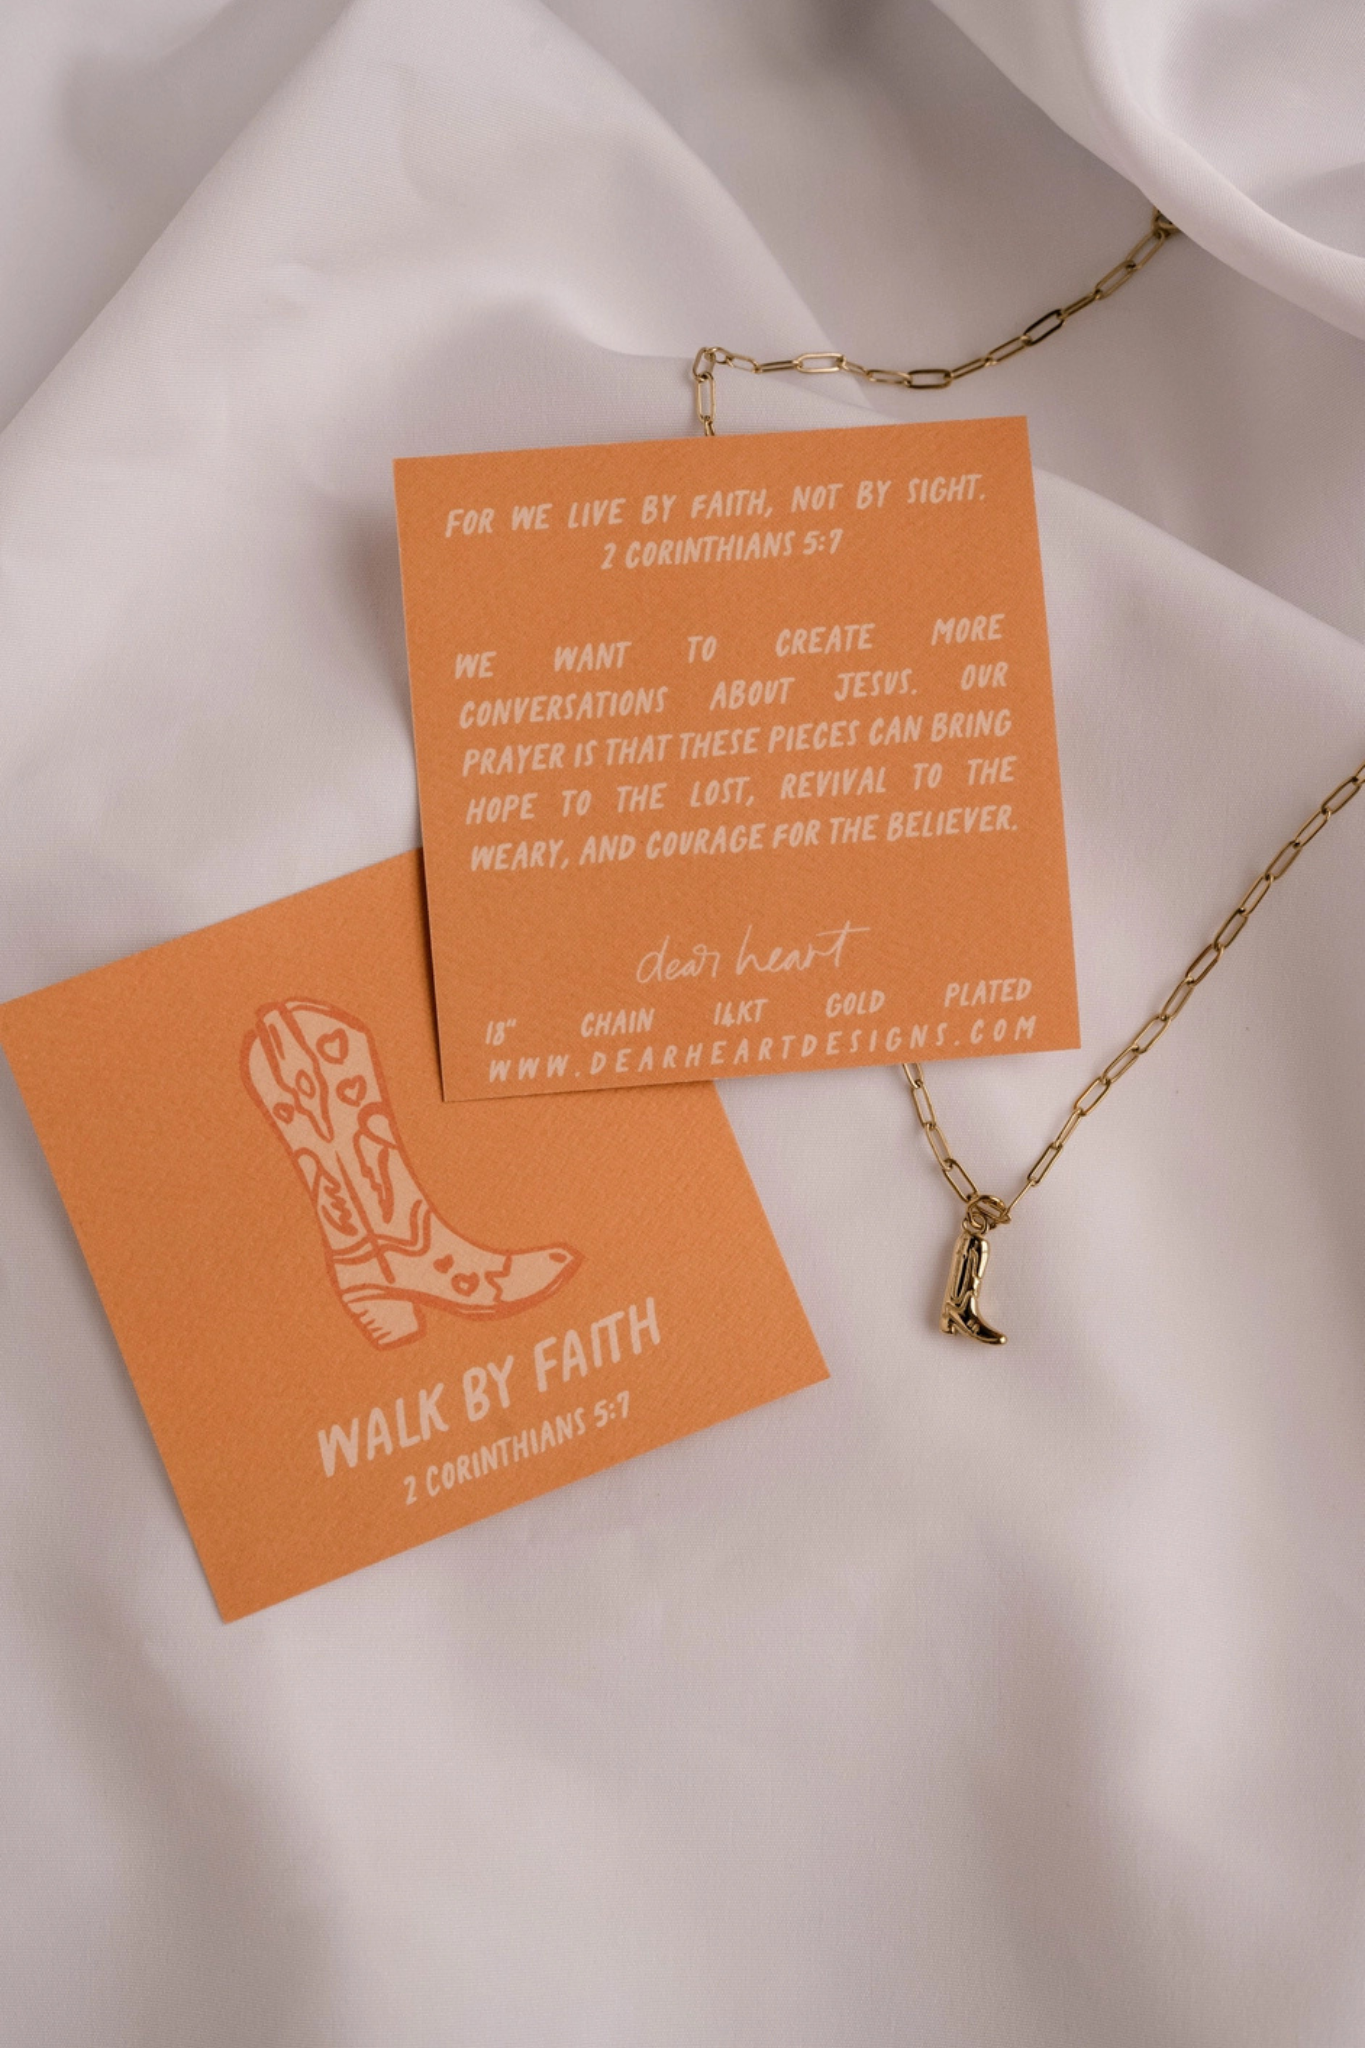 FOR WE LIVE BY FAITH, NOT BY SIGHT.
2 CORINTHIANS 5:7
WE WANT TO CREATE MORE
CONVERSATIONS ABOUT JESUS. OUR
PRAYER IS THAT THESE PIECES CAN BRING
HOPE TO THE LOST, REVIVAL TO THE
WEARY, AND COURAGE FOR THE BELIEVER.
dear heart
18" CHAIN 14KT GOLD PLATED
WWW.DEARHEARTDESIGNS.COM
WALK BY FAITH
2 CORINTHIANS 5:7